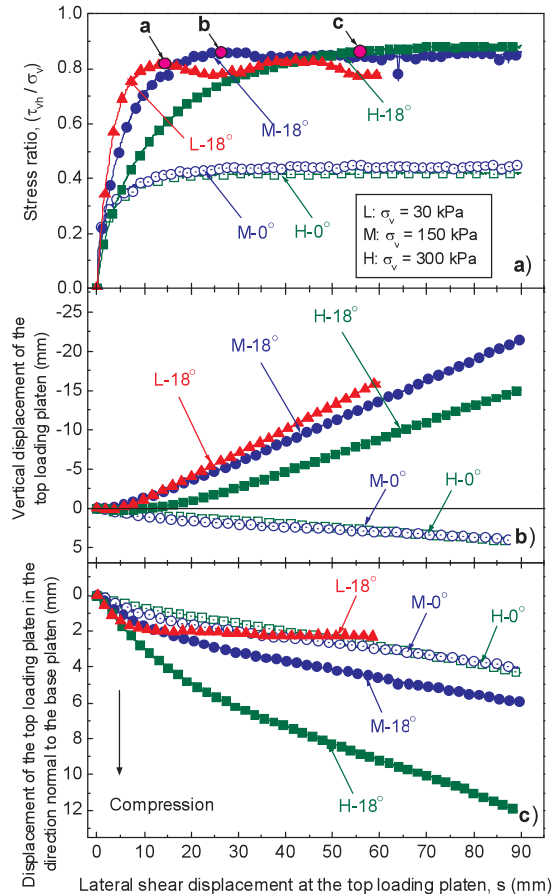 a
b
c
1.0
0.8
0.6
0.4
0.2
0.0
Stress ratio, (τvh / σv)
L-18°
M-18°
H-18°
M-0°
H-0°
L: σv = 30 kPa
M: σv = 150 kPa
H: σv = 300 kPa
a)
-25
-20
-15
-10
-5
0
5
Vertical displacement of the
top loading platen (mm)
H-18°
M-18°
L-18°
M-0°
H-0°
b)
0
2
4
6
8
10
12
Displacement of the top loading platen in the
direction normal to the base platen (mm)
L-18°
M-0°
H-0°
M-18°
H-18°
Compression
c)
0 10 20 30 40 50 60 70 80 90
Lateral shear displacement at the top loading platen, s (mm)